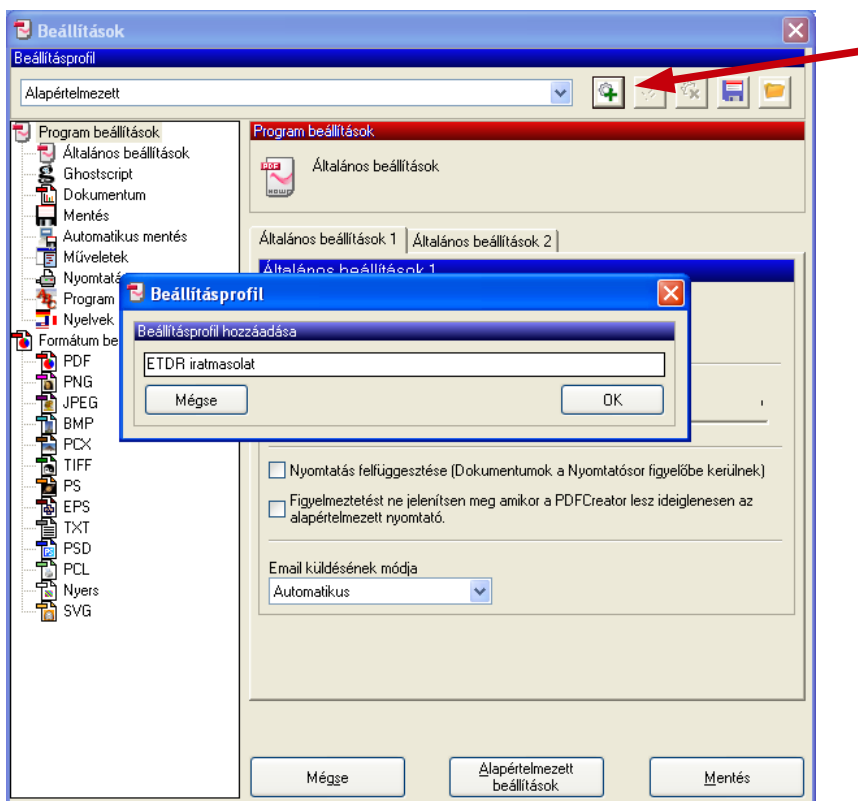 Beállítások
Beállításprofil
Alapértelmezett
Program beállítások
Általános beállítások
Ghostscript
Dokumentum
Mentés
Automatikus mentés
Műveletek
Nyomtatá
Program
Nyelvek
Formátum be
PDF
PNG
JPEG
BMP
PCX
TIFF
PS
EPS
TXT
PSD
PCL
Nyers
SVG
Program beállítások
PDF
Általános beállítások
Általános beállítások 1
Általános beállítások 2
Általános beállítások 1
Beállításprofil
Beállításprofil hozzáadása
ETDR iratmasolat
Mégse
OK
Nyomtatás felfüggesztése (Dokumentumok a Nyomtatósor figyelőbe kerülnek)
Figyelmeztetést ne jelenítsen meg amikor a PDFCreator lesz ideiglenesen az
alapértelmezett nyomtató.
Email küldésének módja
Automatikus
Mégse
Alapértelmezett
beállítások
Mentés